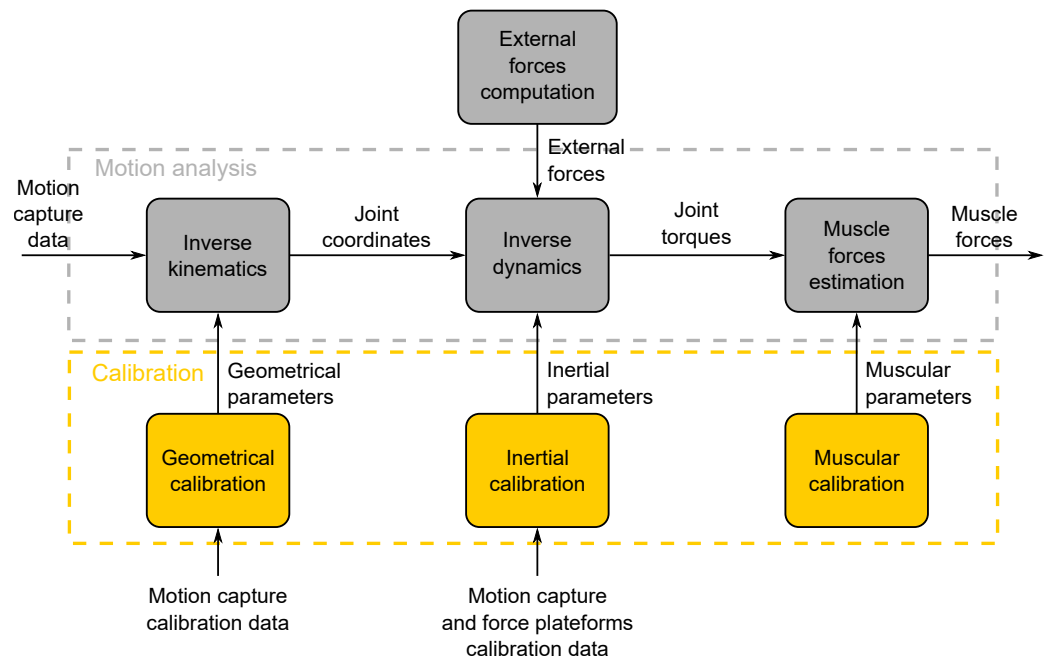 External
forces
computation
External
forces
Motion analysis
Motion
capture
data
Inverse
kinematics
Joint
coordinates
Inverse
dynamics
Joint
torques
Muscle
forces
estimation
Muscle
forces
Calibration
Geometrical
parameters
Inertial
parameters
Muscular
parameters
Geometrical
calibration
Inertial
calibration
Muscular
calibration
Motion capture
calibration data
Motion capture
and force plateforms
calibration data